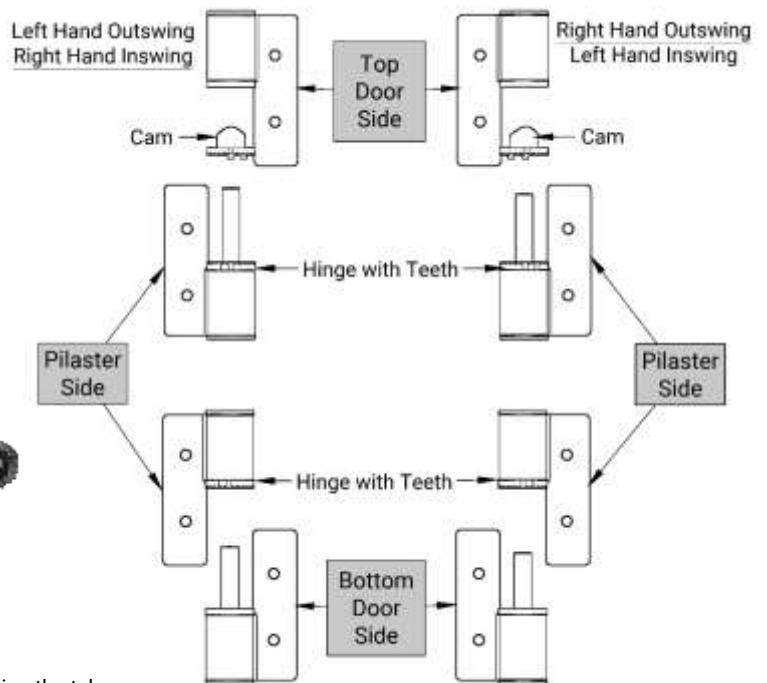 Left Hand Outswing
Right Hand Inswing
Top
Door
Side
Right Hand Outswing
Left Hand Inswing
Cam
Cam
Hinge with Teeth
Pilaster
Side
Pilaster
Side
Hinge with Teeth
Bottom
Door
Side